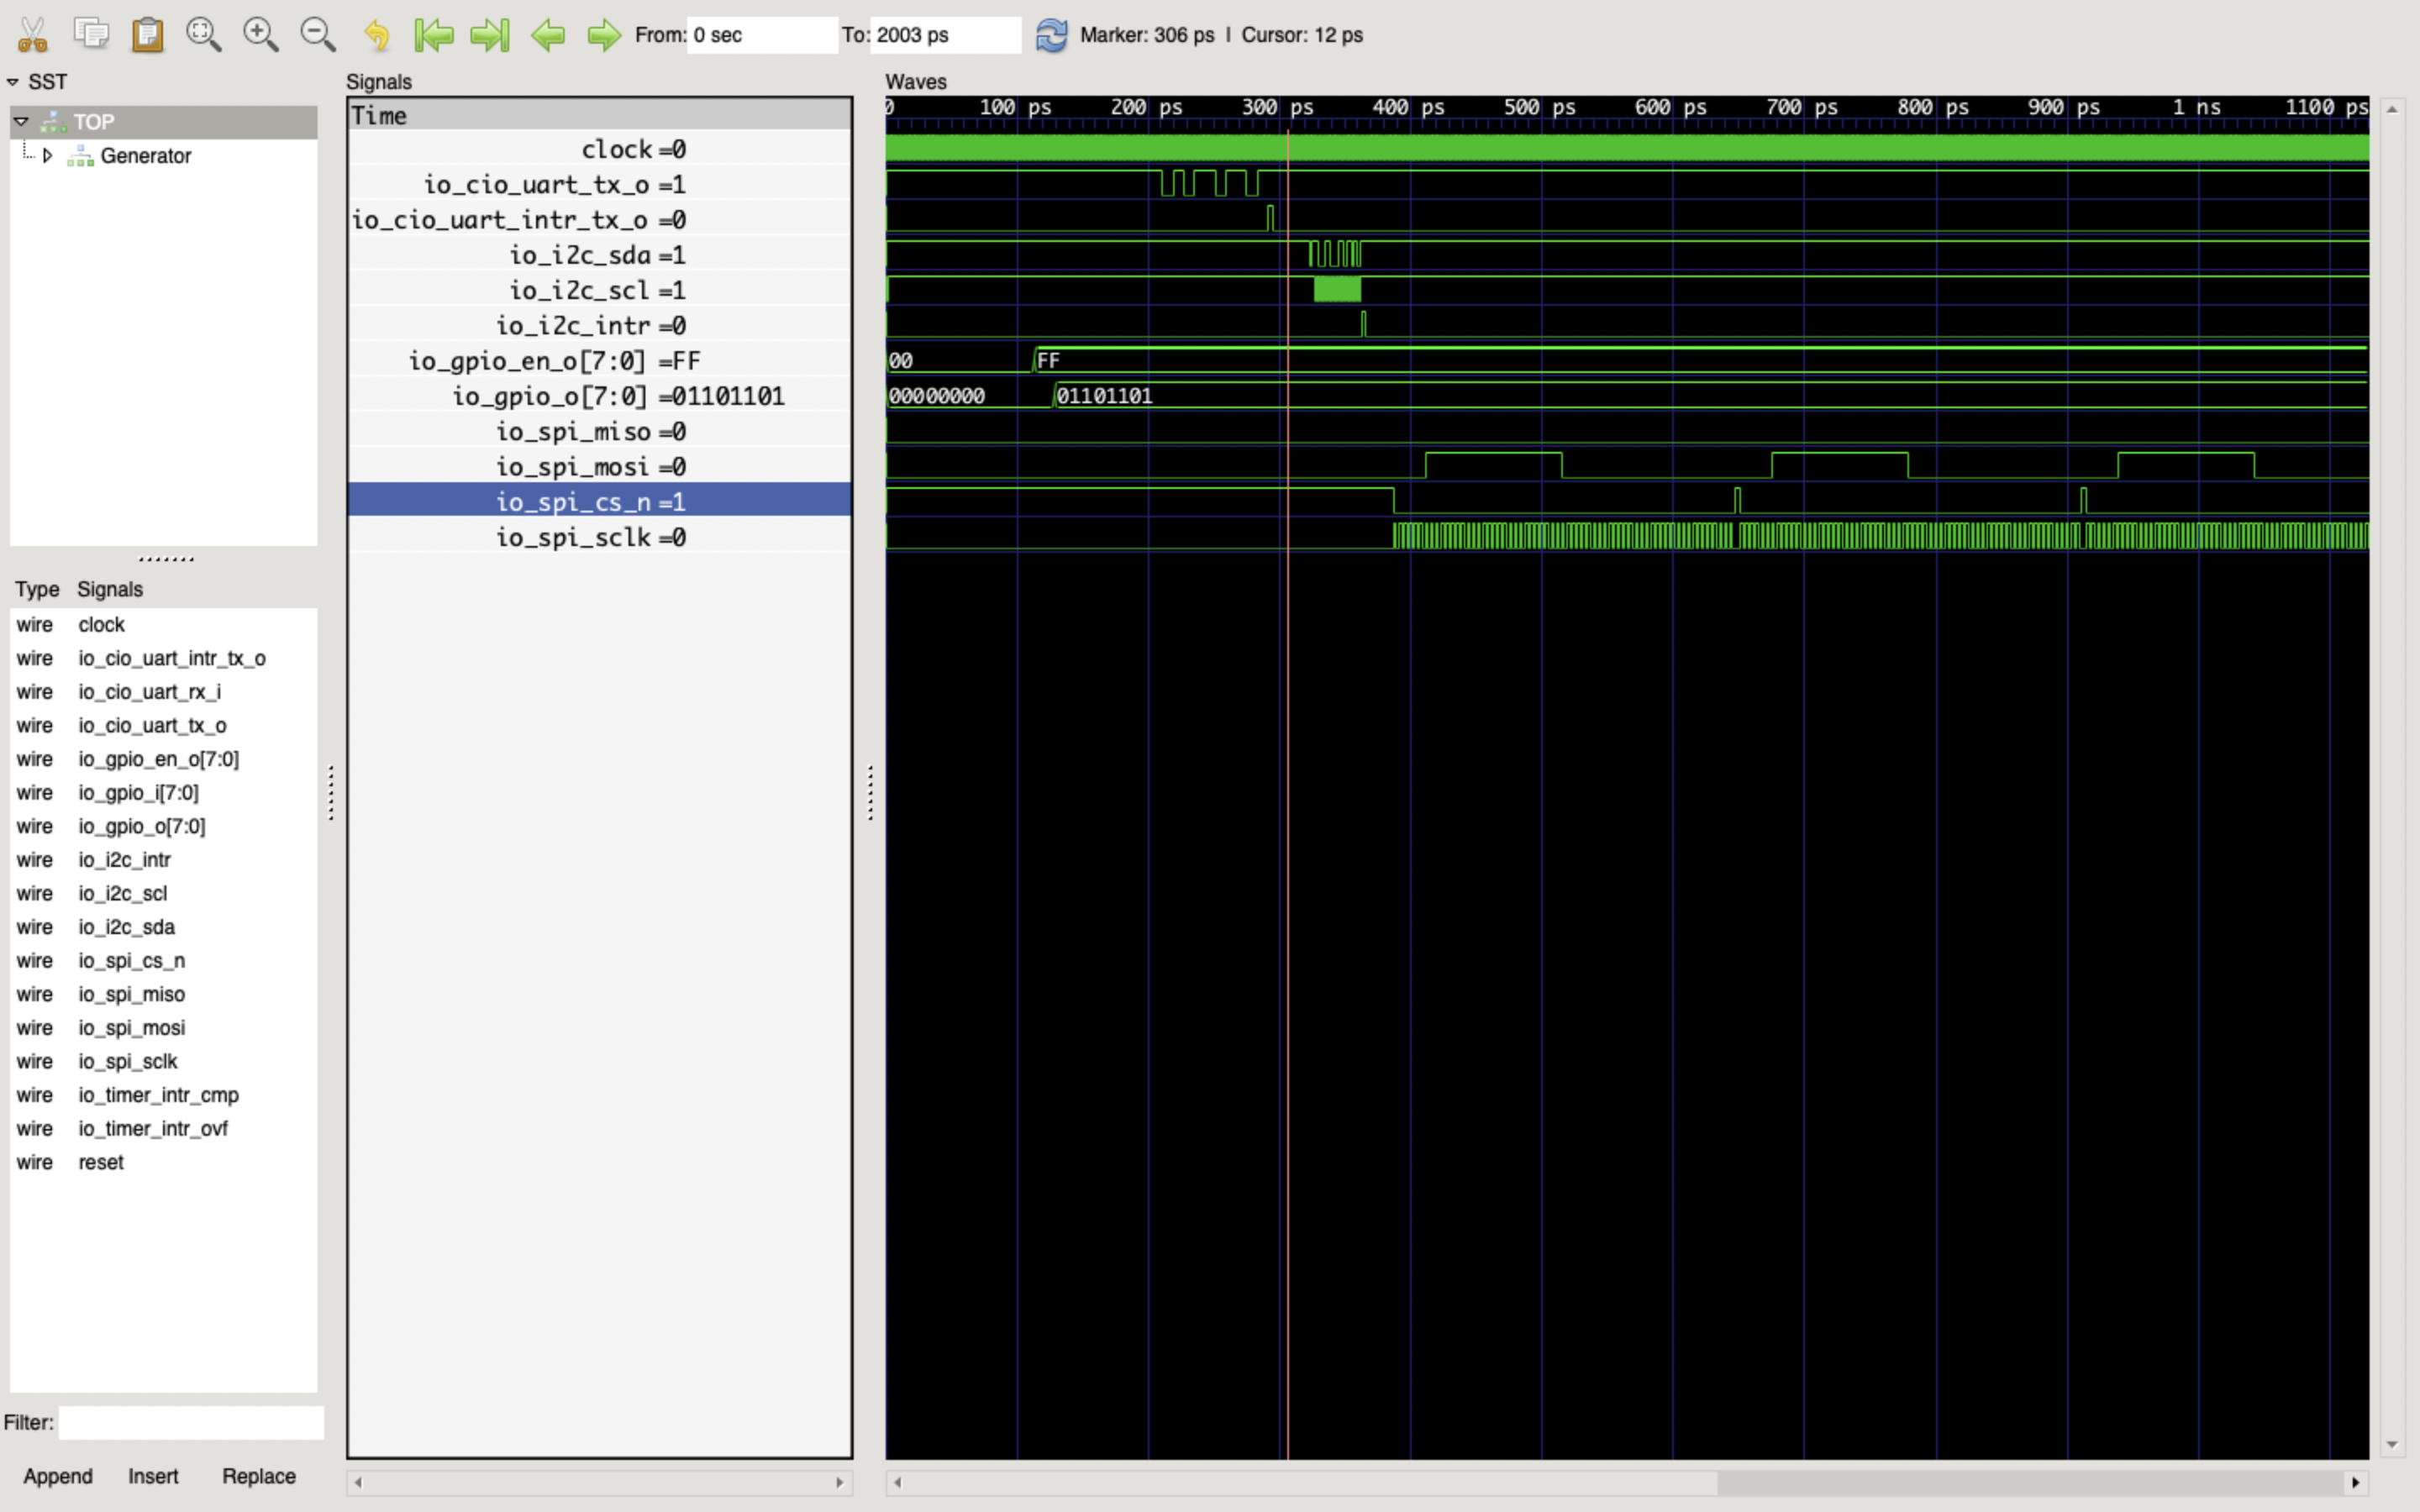 From: 0 sec To: 2003 ps Marker: 306 ps | Cursor: 12 ps
SST
TOP
Generator
Type Signals
wire clock
wire io_cio_uart_intr_tx_o
wire io_cio_uart_rx_i
wire io_cio_uart_tx_o
wire io_gpio_en_o[7:0]
wire io_gpio_i[7:0]
wire io_gpio_o[7:0]
wire io_i2c_intr
wire io_i2c_scl
wire io_i2c_sda
wire io_spi_cs_n
wire io_spi_miso
wire io_spi_mosi
wire io_spi_sclk
wire io_timer_intr_cmp
wire io_timer_intr_ovf
wire reset
Filter:
Append Insert Replace
Signals
Time
clock =0
io_cio_uart_tx_o =1
io_cio_uart_intr_tx_o =0
io_i2c_sda =1
io_i2c_scl =1
io_i2c_intr =0
io_gpio_en_o[7:0] =FF
io_gpio_o[7:0] =01101101
io_spi_miso =0
io_spi_mosi =0
io_spi_cs_n =1
io_spi_sclk =0
Waves
0 100 ps 200 ps 300 ps 400 ps 500 ps 600 ps 700 ps 800 ps 900 ps 1 ns 1100 ps
00 FF
00000000 01101101